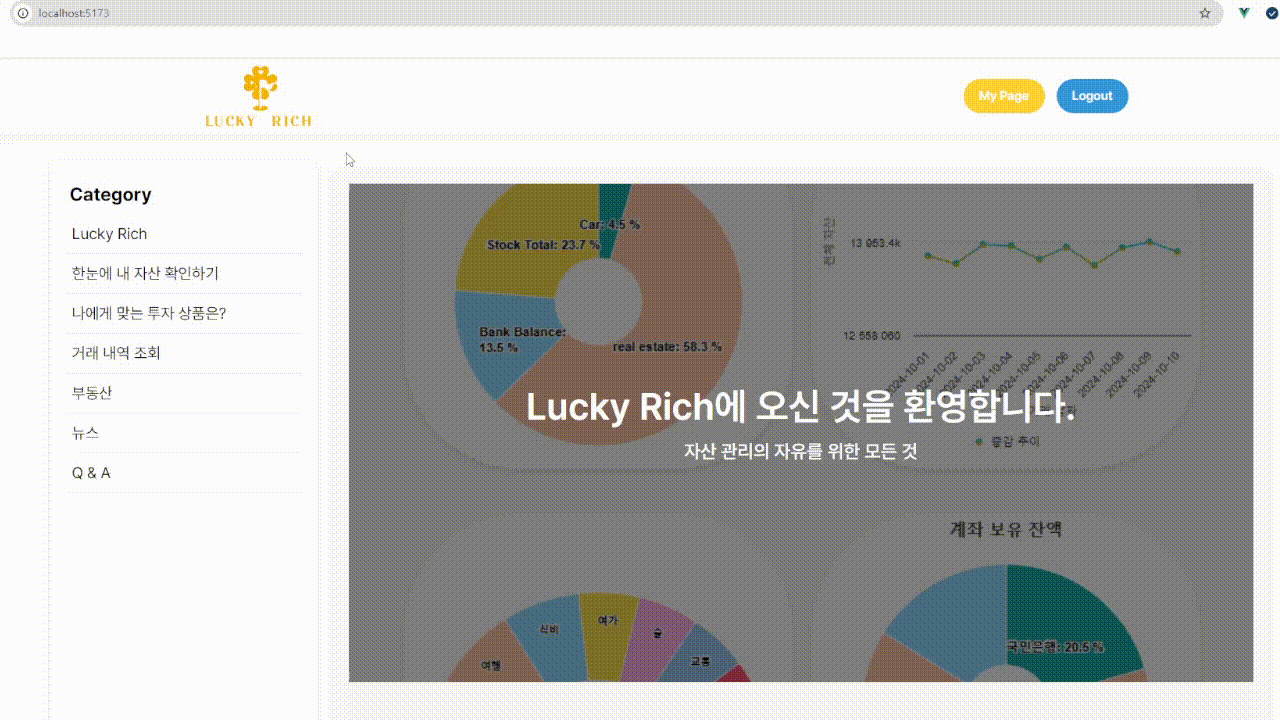 localhost:5173
LUCKY RICH
My Page
Logout
Category
Lucky Rich
한눈에 내 자산 확인하기
나에게 맞는 투자 상품은?
거래 내역 조회
부동산
뉴스
Q & A
Car: 4.5 %
Stock Total: 23.7 %
Bank Balance:
13.5 %
real estate: 58.3 %
13 953.4k
12 558 060
2024-10-01
2024-10-02
2024-10-03
2024-10-04
2024-10-05
2024-10-06
2024-10-07
2024-10-08
2024-10-09
2024-10-10
증감 추이
Lucky Rich에 오신 것을 환영합니다.
자산 관리의 자유를 위한 모든 것
여행
식비
여가
술
교통
계좌 보유 잔액
국민은행: 20.5 %